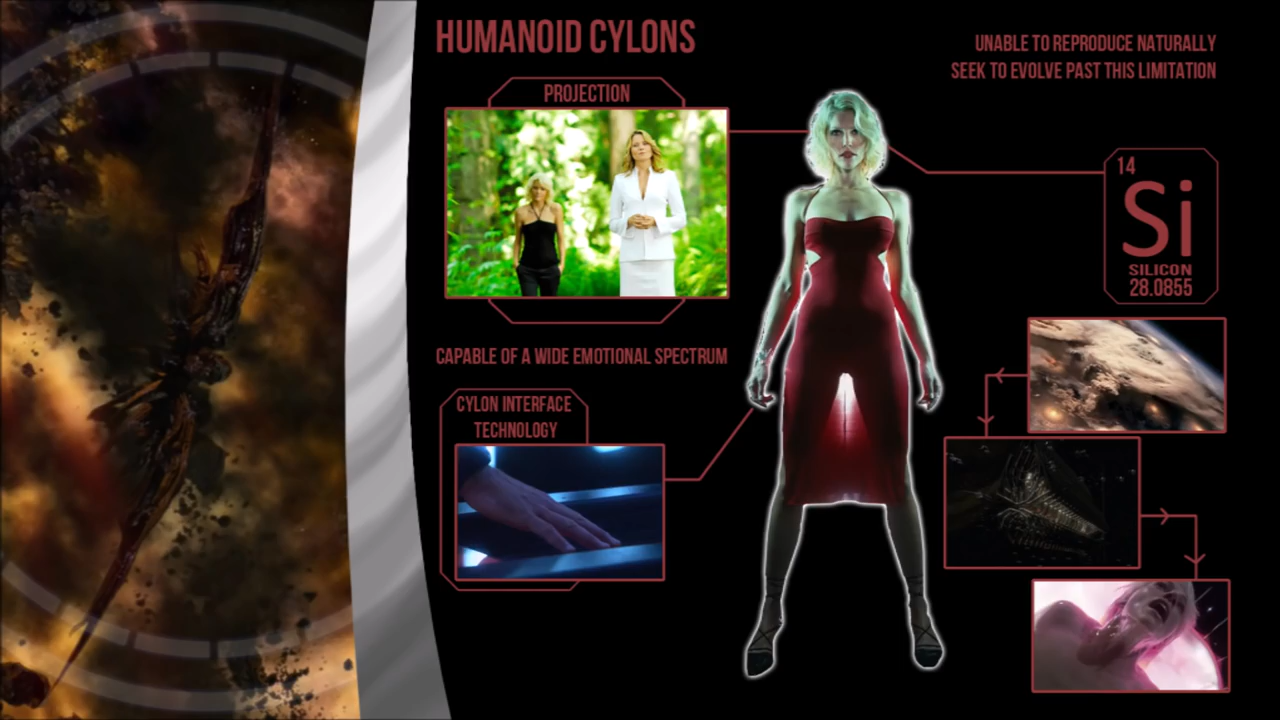 HUMANOID CYLONS
UNABLE TO REPRODUCE NATURALLY
SEEK TO EVOLVE PAST THIS LIMITATION
PROJECTION
14
Si
SILICON
28.0855
CAPABLE OF A WIDE EMOTIONAL SPECTRUM
CYLON INTERFACE
TECHNOLOGY